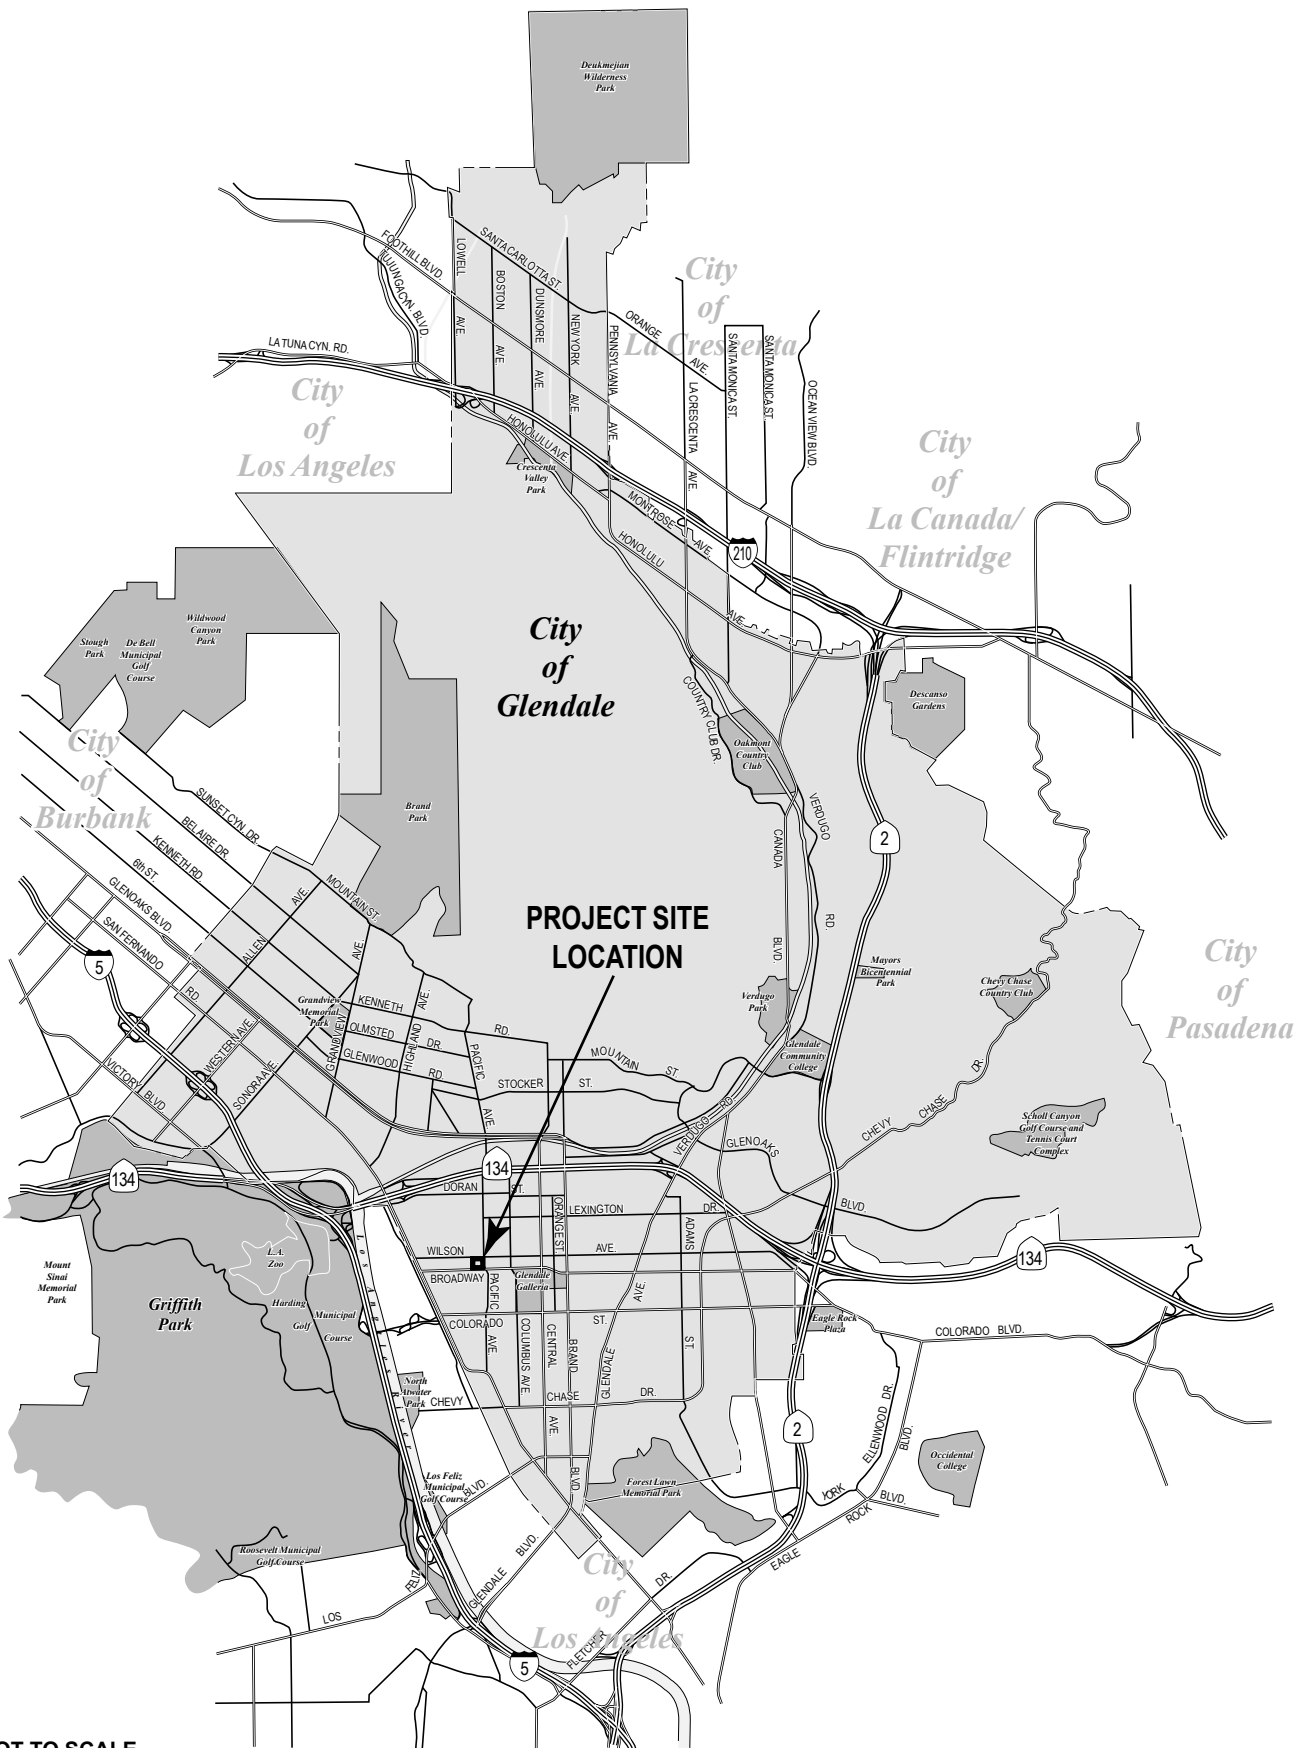 Deukmejian
Wilderness
Park
City
of
La Crescenta
SANTA CARLOTTA ST.
FOOTHILL BLVD.
TUJUNGA CYN. BLVD.
LOWELL
AVE.
BOSTON
AVE.
DUNSMORE
AVE.
NEW YORK
AVE.
PENNSYLVANIA
AVE.
ORANGE
AVE.
LA CRESCENTA
AVE.
SANTA MONICA ST.
SANTA MONICA ST.
OCEAN VIEW BLVD.
LA TUNA CYN. RD.
City
of
Los Angeles
HONOLULU AVE.
Crescenta
Valley
Park
MONTROSE
AVE.
HONOLULU
AVE.
210
City
of
La Canada/
Flintridge
City
of
Glendale
Wildwood
Canyon
Park
Stough
Park
De Bell
Municipal
Golf
Course
Descanso
Gardens
COUNTRY CLUB DR.
Oakmont
Country
Club
City
of
Burbank
Brand
Park
VERDUGO
RD.
CANADA
BLVD
2
SUNSET CYN. DR.
BELAIRE DR.
KENNETH RD.
6th ST.
GLENOAKS BLVD.
SAN FERNANDO
RD.
MOUNTAIN ST.
ALLEN
AVE.
AVE.
PROJECT SITE
LOCATION
5
City
of
Pasadena
Mayors
Bicentennial
Park
Chevy Chase
Country Club
Verdugo
Park
Grandview
Memorial
Park
KENNETH
RD.
OLMSTED
DR.
GLENWOOD
RD.
GRANDVIEW
HIGHLAND
AVE.
PACIFIC
AVE.
WESTERN AVE.
SONORA AVE.
VICTORY BLVD
STOCKER
ST.
MOUNTAIN
ST.
Glendale
Community
College
VERDUGO RD
GLENOAKS
BLVD.
CHEVY CHASE
DR.
Scholl Canyon
Golf Course and
Tennis Court
Complex
134
134
134
DORAN
ST.
ORANGE ST.
LEXINGTON
DR.
ADAMS
ST.
WILSON
AVE.
BROADWAY
PACIFIC
AVE.
Glendale
Galleria
COLORADO
ST.
COLUMBUS AVE.
CENTRAL
AVE.
BRAND
BLVD.
GLENDALE
AVE.
CHEVY
CHASE
DR.
Mount
Sinai
Memorial
Park
L.A.
Zoo
Griffith
Park
Harding
Golf
Municipal
Course
Los Angeles River
North
Atwater
Park
Eagle Rock
Plaza
COLORADO BLVD.
2
ELLENWOOD DR.
BLVD.
Occidental
College
Forest Lawn
Memorial Park
YORK
BLVD.
EAGLE
ROCK
Los Feliz
Municipal
Golf Course
BLVD.
Roosevelt Municipal
Golf Course
LOS
FELIZ
GLENDALE
BLVD.
City
of
Los Angeles
FLETCHER
DR.
5